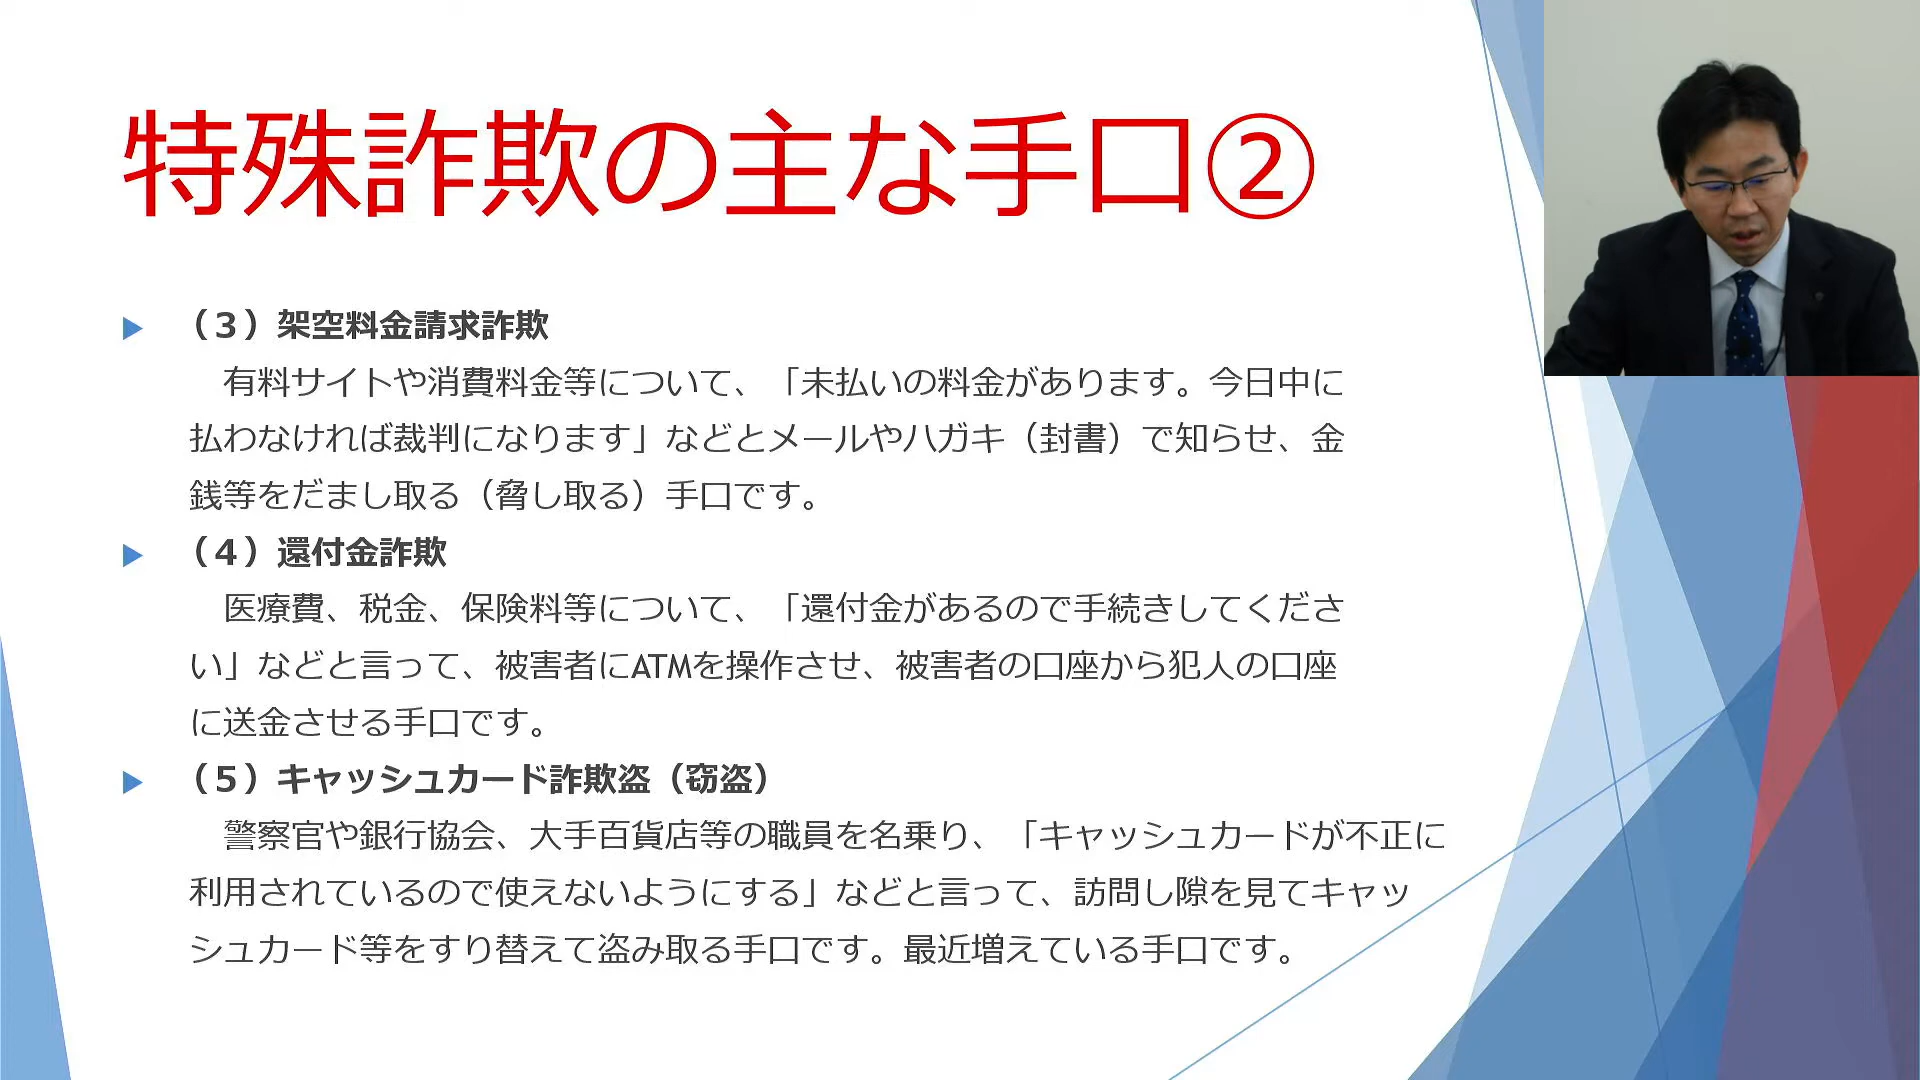 特殊詐欺の主な手口②
（3）架空料金請求詐欺
有料サイトや消費料金等について、「未払いの料金があります。今日中に
払わなければ裁判になります」などとメールやハガキ（封書）で知らせ、金
銭等をだまし取る（脅し取る）手口です。
（4）還付金詐欺
医療費、税金、保険料等について、「還付金があるので手続きしてくださ
い」などと言って、被害者にATMを操作させ、被害者の口座から犯人の口座
に送金させる手口です。
（5）キャッシュカード詐欺盗（窃盗）
警察官や銀行協会、大手百貨店等の職員を名乗り、「キャッシュカードが不正に
利用されているので使えないようにする」などと言って、訪問し隙を見てキャッ
シュカード等をすり替えて盗み取る手口です。最近増えている手口です。